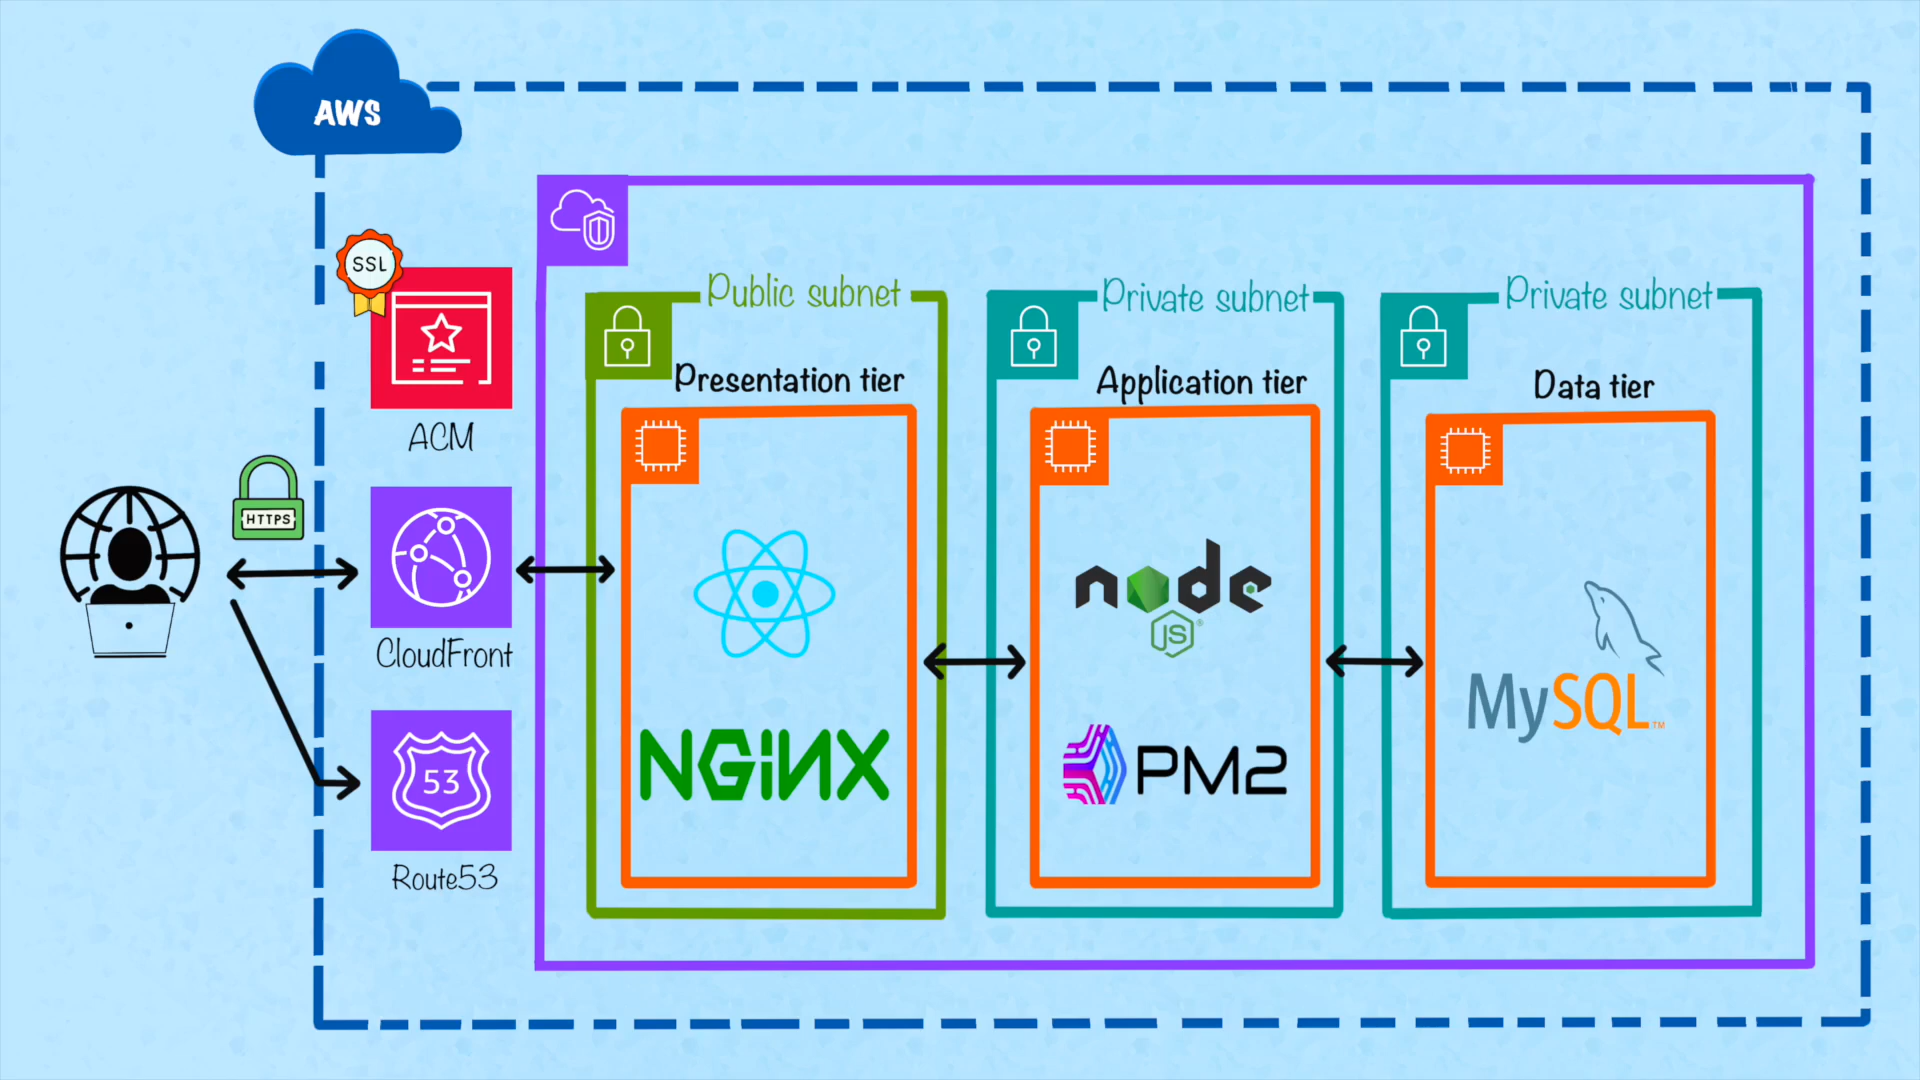 AWS
SSL
ACM
HTTPS
CloudFront
53
Route53
Public subnet
Presentation tier
NGiNX
Private subnet
Application tier
node
JS®
PM2
Private subnet
Data tier
MySQL™